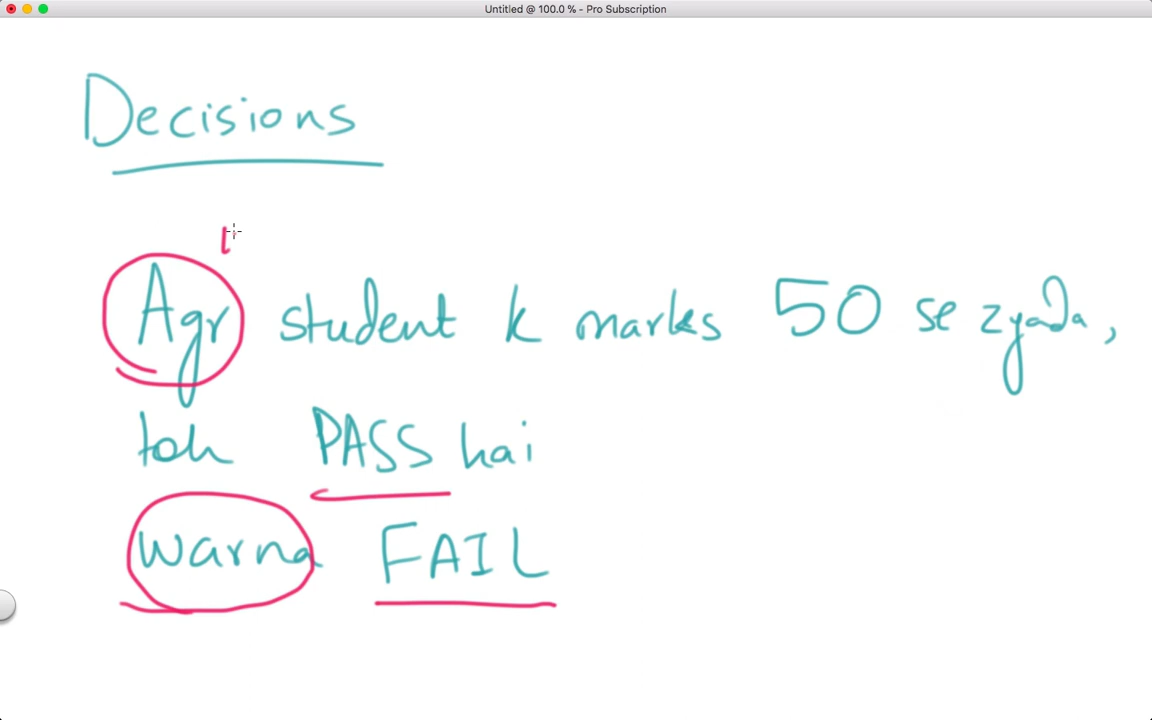 Untitled @ 100.0 % - Pro Subscription
Decisions
Agr student k marks 50 se zyada,
toh PASS hai
warna FAIL